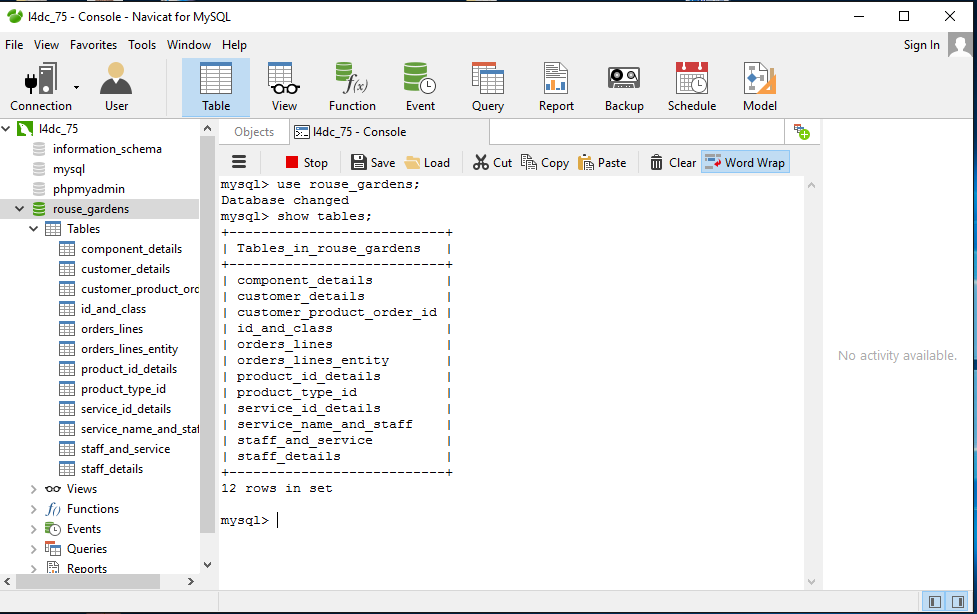 l4dc_75 - Console - Navicat for MySQL
File View Favorites Tools Window Help Sign In
Connection User Table View Function Event Query Report Backup Schedule Model
l4dc_75
information_schema
mysql
phpmyadmin
rouse_gardens
Tables
component_details
customer_details
customer_product_ord
id_and_class
orders_lines
orders_lines_entity
product_id_details
product_type_id
service_id_details
service_name_and_staf
staff_and_service
staff_details
Views
Functions
Events
Queries
Reports
Objects l4dc_75 - Console
Stop Save Load Cut Copy Paste Clear Word Wrap
mysql> use rouse_gardens;
Database changed
mysql> show tables;
+---------------------------+
| Tables_in_rouse_gardens |
+---------------------------+
| component_details |
| customer_details |
| customer_product_order_id |
| id_and_class |
| orders_lines |
| orders_lines_entity |
| product_id_details |
| product_type_id |
| service_id_details |
| service_name_and_staff |
| staff_and_service |
| staff_details |
+---------------------------+
12 rows in set
mysql>
No activity available.